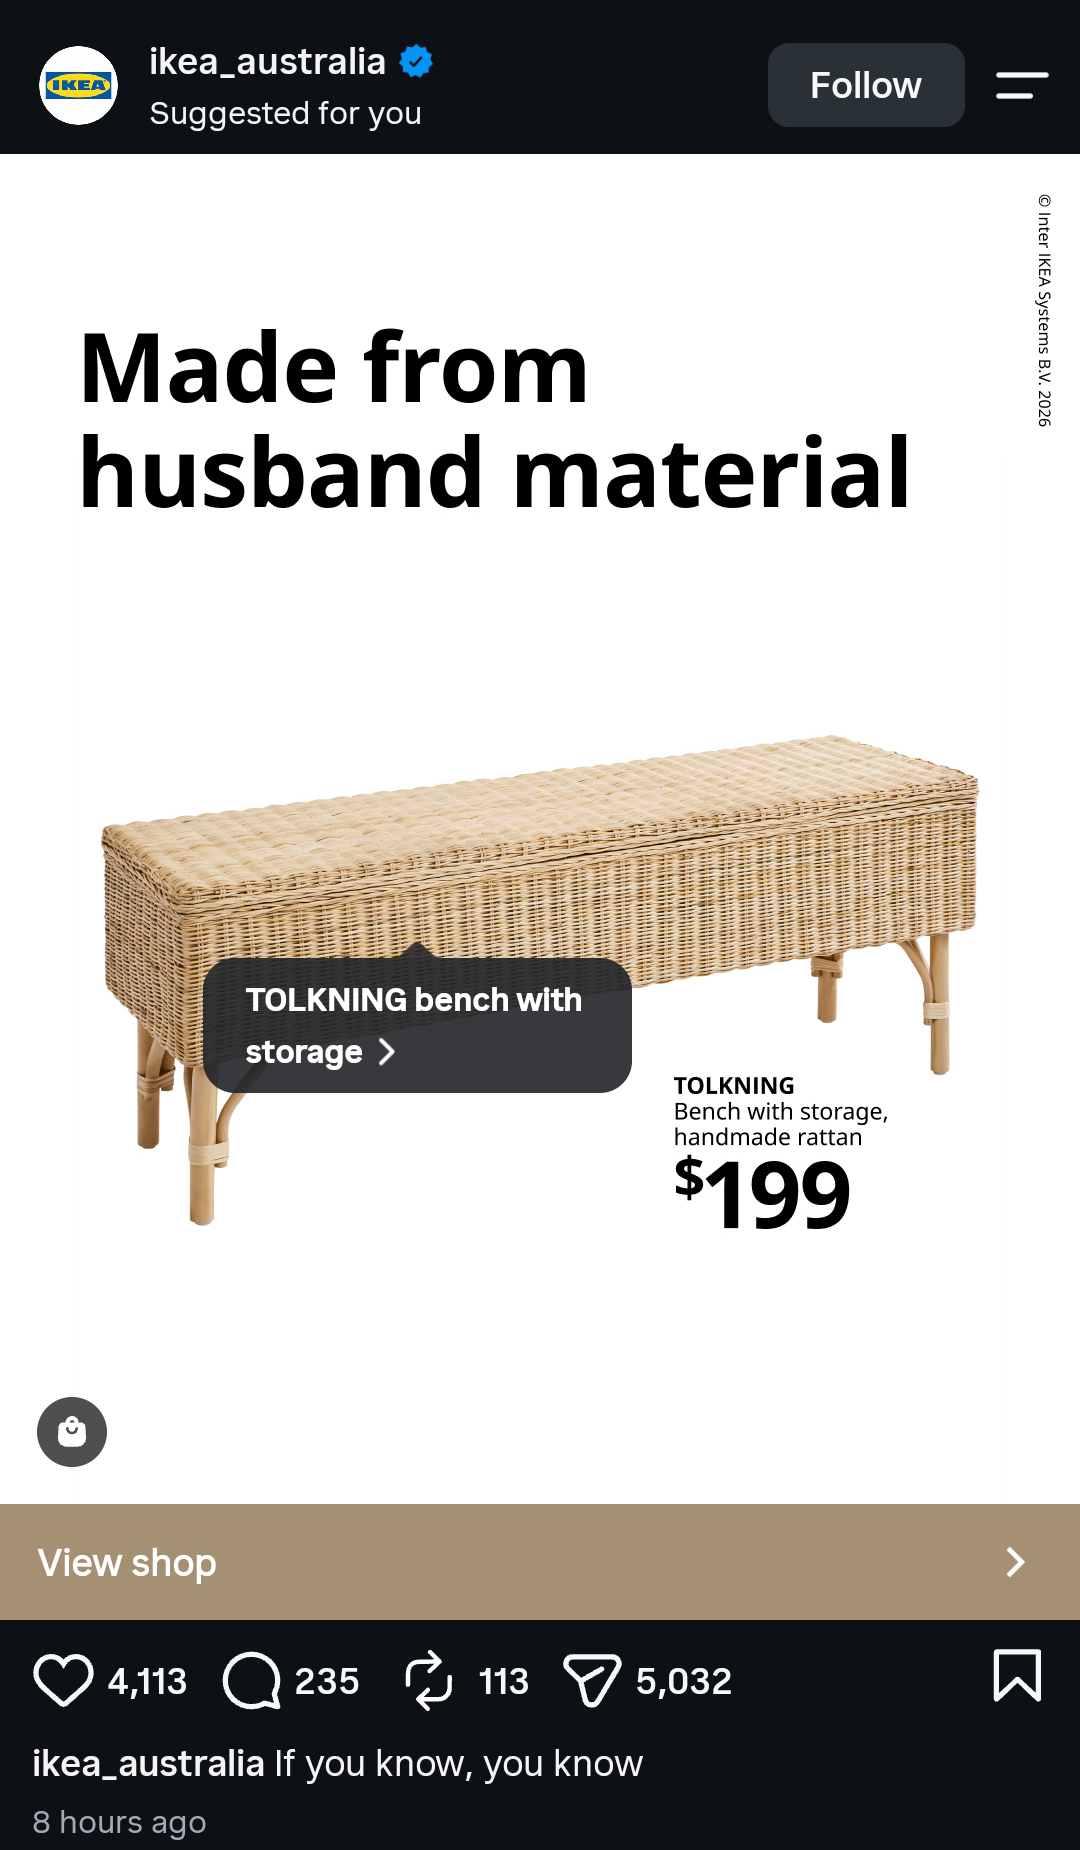 IKEA
ikea_australia
Suggested for you
Follow
© Inter IKEA Systems B.V. 2026
Made from
husband material
TOLKNING bench with
storage
TOLKNING
Bench with storage,
handmade rattan
$199
View shop
4,113 235 113 5,032
ikea_australia If you know, you know
8 hours ago